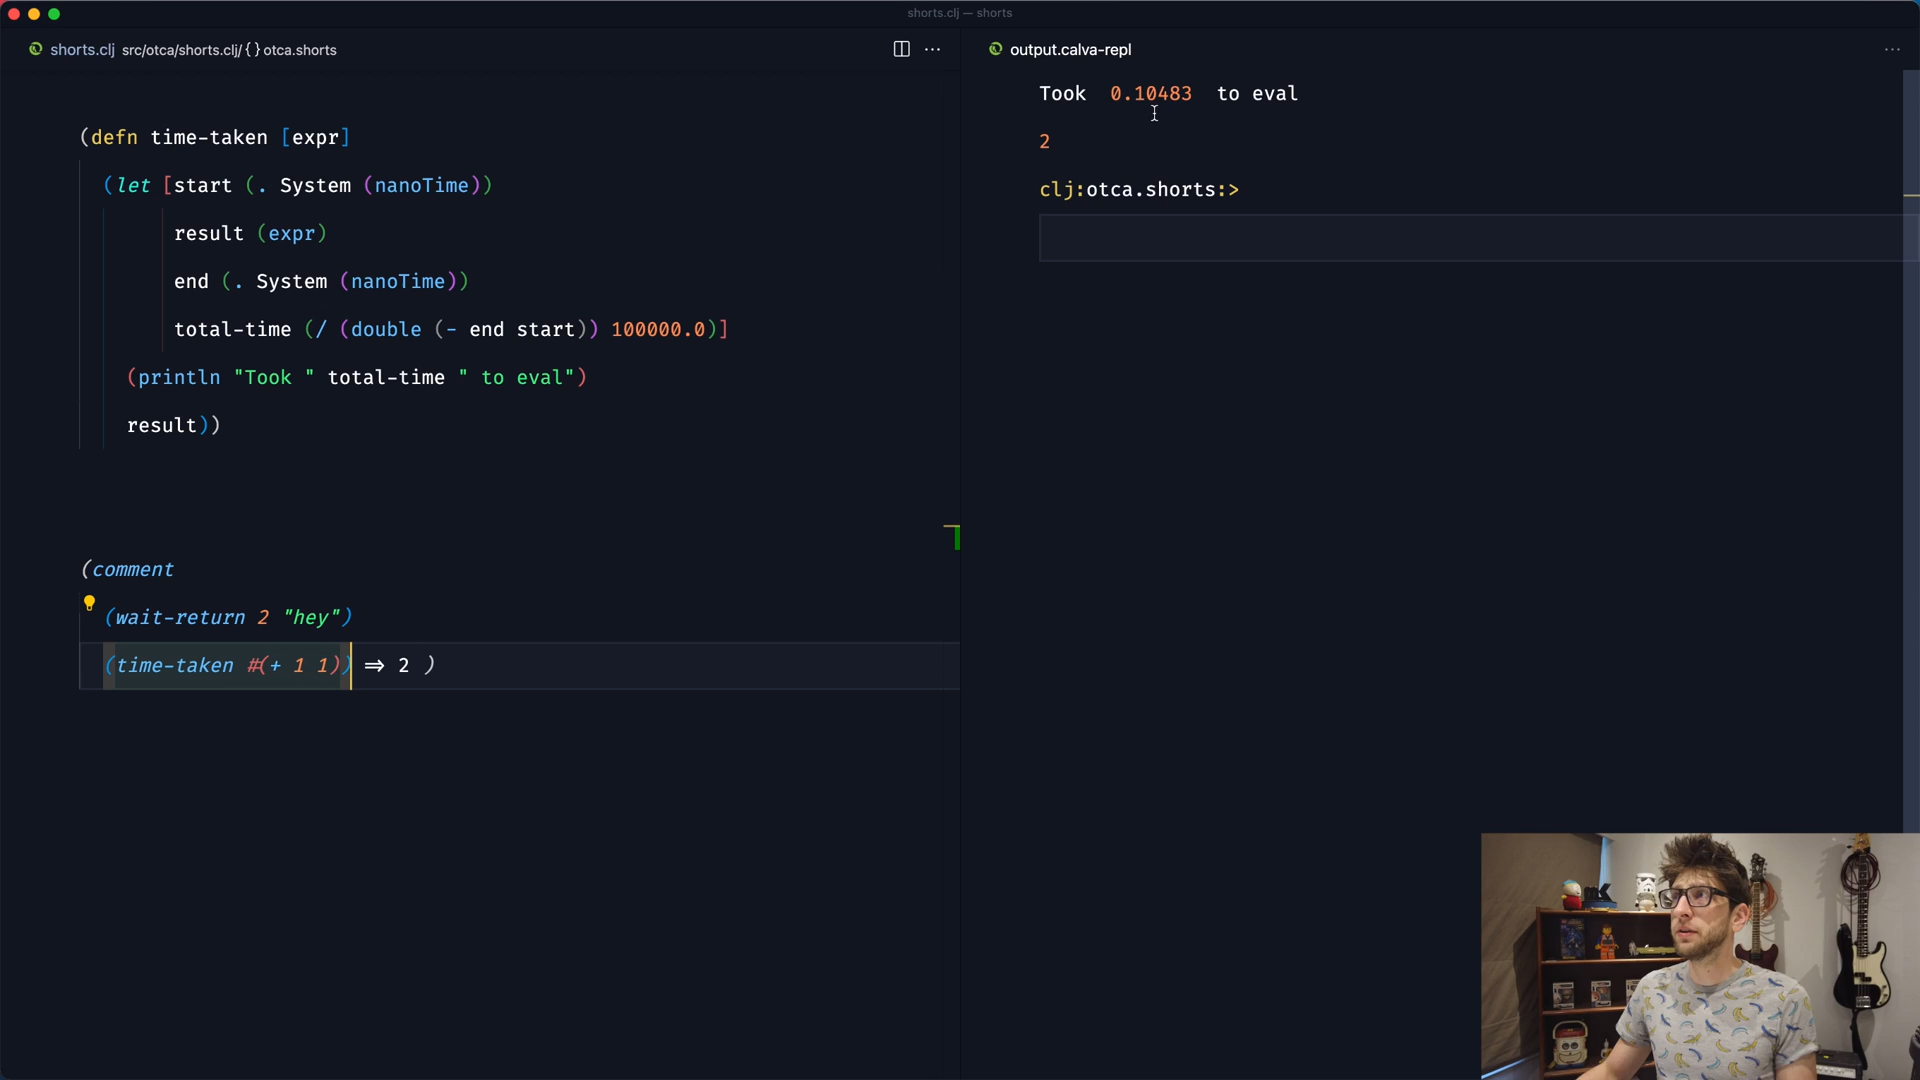 shorts.clj — shorts
shorts.clj src/otca/shorts.clj/ {} otca.shorts
(defn time-taken [expr]
(let [start (. System (nanoTime))
result (expr)
end (. System (nanoTime))
total-time (/ (double (- end start)) 100000.0)]
(println "Took " total-time " to eval")
result))
(comment
(wait-return 2 "hey")
(time-taken #(+ 1 1)) => 2 )
output.calva-repl
Took  0.10483  to eval
2
clj:otca.shorts:>